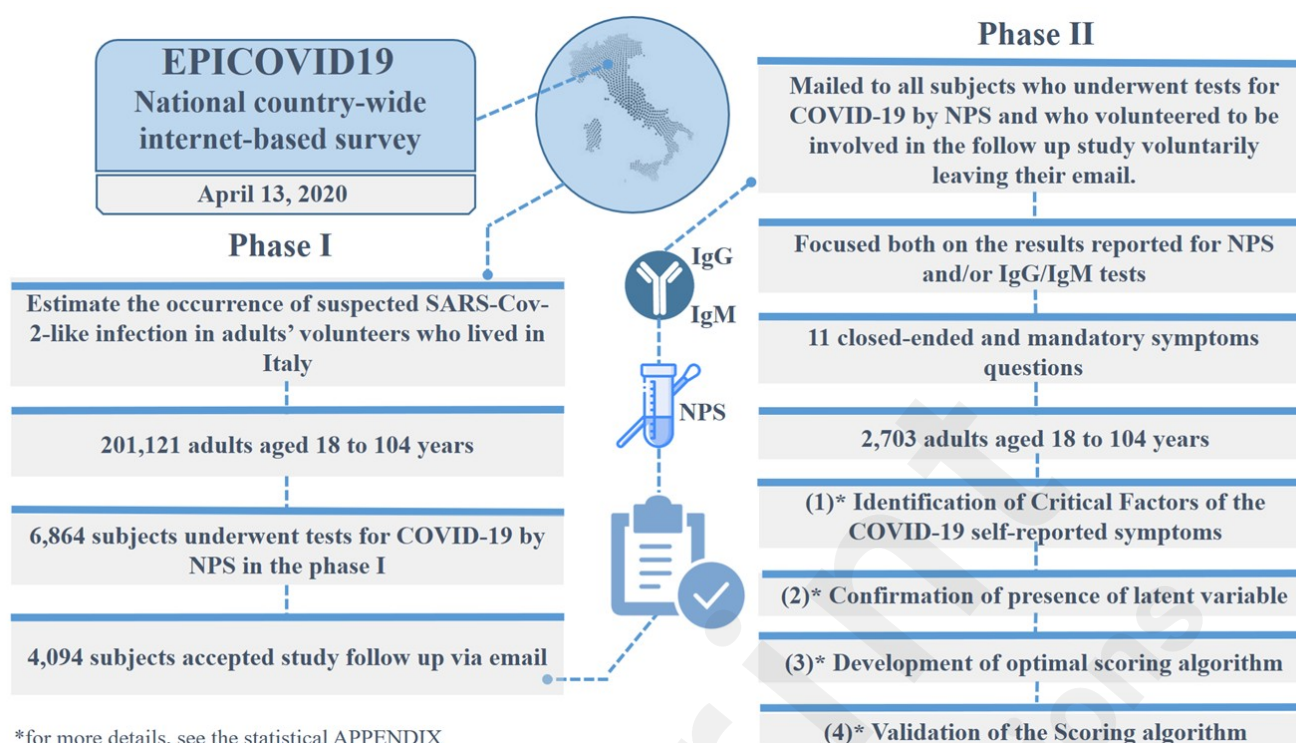 EPICOVID19
National country-wide
internet-based survey
April 13, 2020
Phase I
Estimate the occurrence of suspected SARS-Cov-
2-like infection in adults’ volunteers who lived in
Italy
201,121 adults aged 18 to 104 years
6,864 subjects underwent tests for COVID-19 by
NPS in the phase I
4,094 subjects accepted study follow up via email
*for more details, see the statistical APPENDIX
IgG
IgM
NPS
Phase II
Mailed to all subjects who underwent tests for
COVID-19 by NPS and who volunteered to be
involved in the follow up study voluntarily
leaving their email.
Focused both on the results reported for NPS
and/or IgG/IgM tests
11 closed-ended and mandatory symptoms
questions
2,703 adults aged 18 to 104 years
(1)* Identification of Critical Factors of the
COVID-19 self-reported symptoms
(2)* Confirmation of presence of latent variable
(3)* Development of optimal scoring algorithm
(4)* Validation of the Scoring algorithm